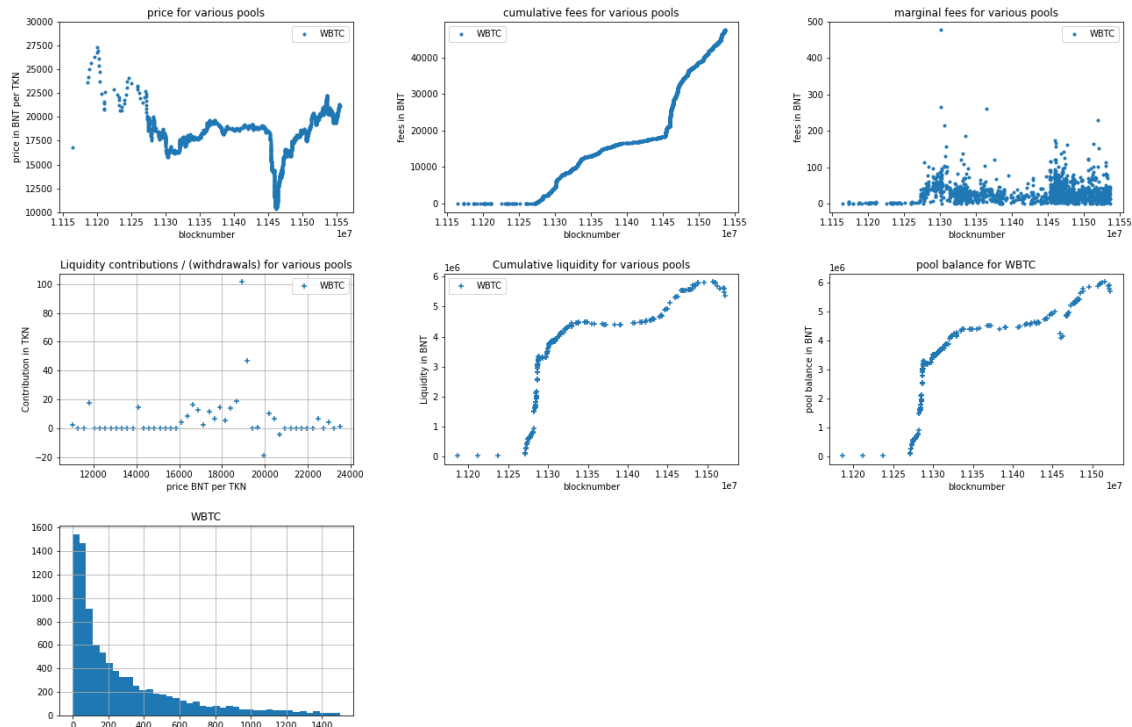 price for various pools
price in BNT per TKN
30000
27500
25000
22500
20000
17500
15000
12500
10000
WBTC
1.115 1.120 1.125 1.130 1.135 1.140 1.145 1.150 1.155
blocknumber
1e7
cumulative fees for various pools
fees in BNT
40000
30000
20000
10000
0
WBTC
1.115 1.120 1.125 1.130 1.135 1.140 1.145 1.150 1.155
blocknumber
1e7
marginal fees for various pools
fees in BNT
500
400
300
200
100
0
WBTC
1.115 1.120 1.125 1.130 1.135 1.140 1.145 1.150 1.155
blocknumber
1e7
Liquidity contributions / (withdrawals) for various pools
Contribution in TKN
100
80
60
40
20
0
−20
WBTC
12000 14000 16000 18000 20000 22000 24000
price BNT per TKN
Cumulative liquidity for various pools
1e6
Liquidity in BNT
6
5
4
3
2
1
0
WBTC
1.120 1.125 1.130 1.135 1.140 1.145 1.150
blocknumber
1e7
pool balance for WBTC
1e6
pool balance in BNT
6
5
4
3
2
1
0
1.120 1.125 1.130 1.135 1.140 1.145 1.150
blocknumber
1e7
WBTC
1600
1400
1200
1000
800
600
400
200
0
0 200 400 600 800 1000 1200 1400